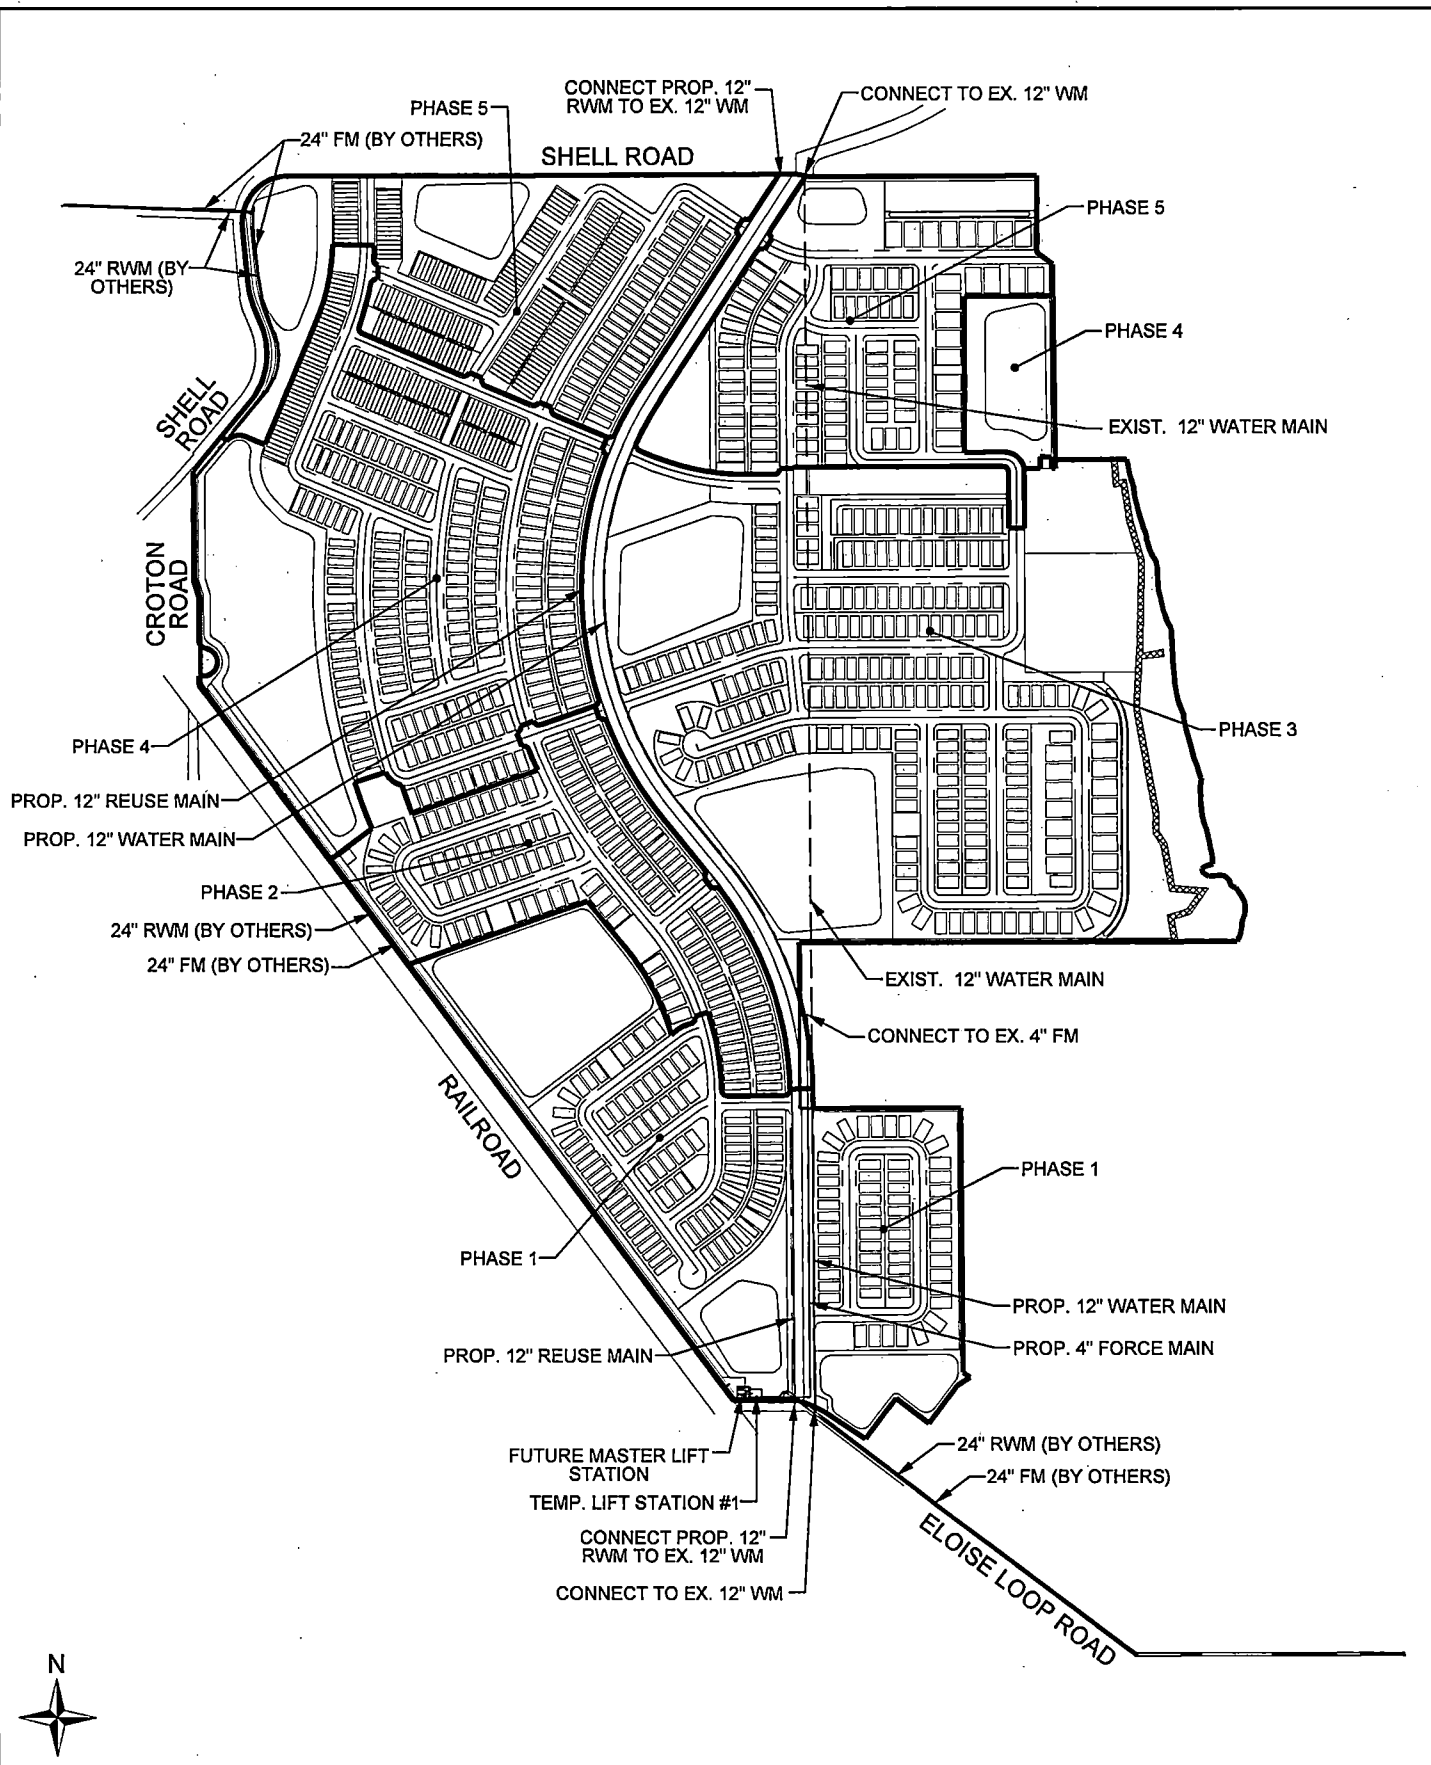 CONNECT PROP. 12"
RWM TO EX. 12" WM
CONNECT TO EX. 12" WM
PHASE 5
24" FM (BY OTHERS)
SHELL ROAD
PHASE 5
24" RWM (BY
OTHERS)
PHASE 4
SHELL
ROAD
EXIST. 12" WATER MAIN
CROTON
ROAD
PHASE 3
PHASE 4
PROP. 12" REUSE MAIN
PROP. 12" WATER MAIN
PHASE 2
24" RWM (BY OTHERS)
24" FM (BY OTHERS)
EXIST. 12" WATER MAIN
CONNECT TO EX. 4" FM
RAILROAD
PHASE 1
PHASE 1
PROP. 12" WATER MAIN
PROP. 4" FORCE MAIN
PROP. 12" REUSE MAIN
24" RWM (BY OTHERS)
24" FM (BY OTHERS)
FUTURE MASTER LIFT
STATION
TEMP. LIFT STATION #1
CONNECT PROP. 12"
RWM TO EX. 12" WM
CONNECT TO EX. 12" WM
ELOISE LOOP ROAD
N